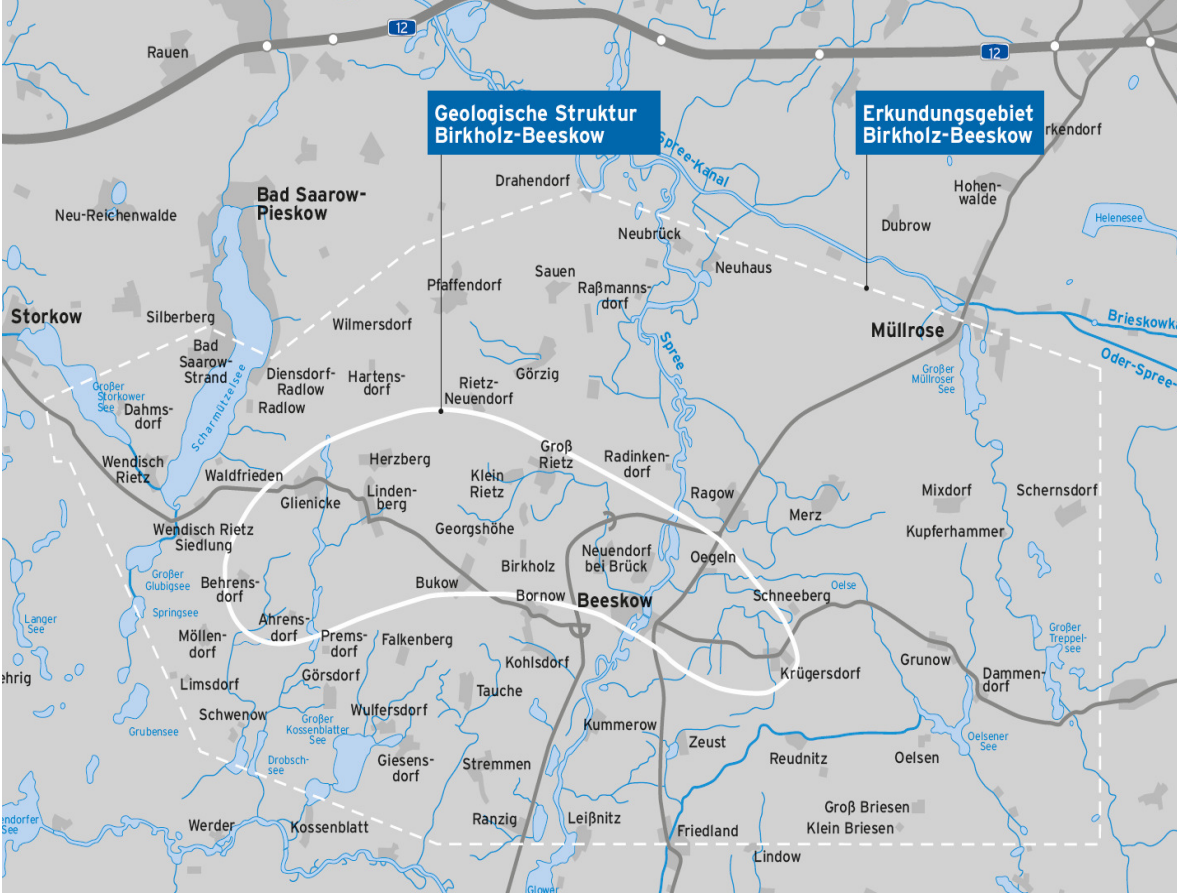 12
Rauen
12
Geologische Struktur
Birkholz-Beeskow
Erkundungsgebiet
Birkholz-Beeskow
rkendorf
Spree-Kanal
Drahendorf
Bad Saarow-
Pieskow
Hohen-
walde
Neu-Reichenwalde
Helenesee
Dubrow
Neubrück
Neuhaus
Sauen
Pfaffendorf
Raßmanns-
dorf
Storkow
Silberberg
Wilmersdorf
Müllrose
Brieskowka
Oder-Spree-
Bad
Saarow-
Strand
Spree
Diensdorf-
Radlow
Hartens-
dorf
Görzig
Rietz-
Neuendorf
Großer
Müllroser
See
Großer
Storkower
See
Scharmützelsee
Radlow
Dahms-
dorf
Herzberg
Groß
Rietz
Radinken-
dorf
Wendisch
Rietz
Waldfrieden
Klein
Rietz
Glienicke
Linden-
berg
Ragow
Mixdorf
Schernsdorf
Merz
Wendisch Rietz
Siedlung
Georgshöhe
Kupferhammer
Neuendorf
bei Brück
Oegeln
Birkholz
Großer
Glubigsee
Behrens-
dorf
Bukow
Oelse
Bornow
Beeskow
Schneeberg
Springsee
Langer
See
Ahrens-
dorf
Möllen-
dorf
Prems-
dorf
Falkenberg
Großer
Treppel-
see
Kohlsdorf
Grunow
ehrig
Görsdorf
Krügersdorf
Dammen-
dorf
Limsdorf
Tauche
Schwenow
Wulfersdorf
Großer
Kossenblatter
See
Kummerow
Grubensee
Zeust
Oelsener
See
Drobsch-
see
Giesens-
dorf
Stremmen
Reudnitz
Oelsen
Groß Briesen
Klein Briesen
endorfer
See
Werder
Kossenblatt
Ranzig
Leißnitz
Friedland
Lindow
Glower